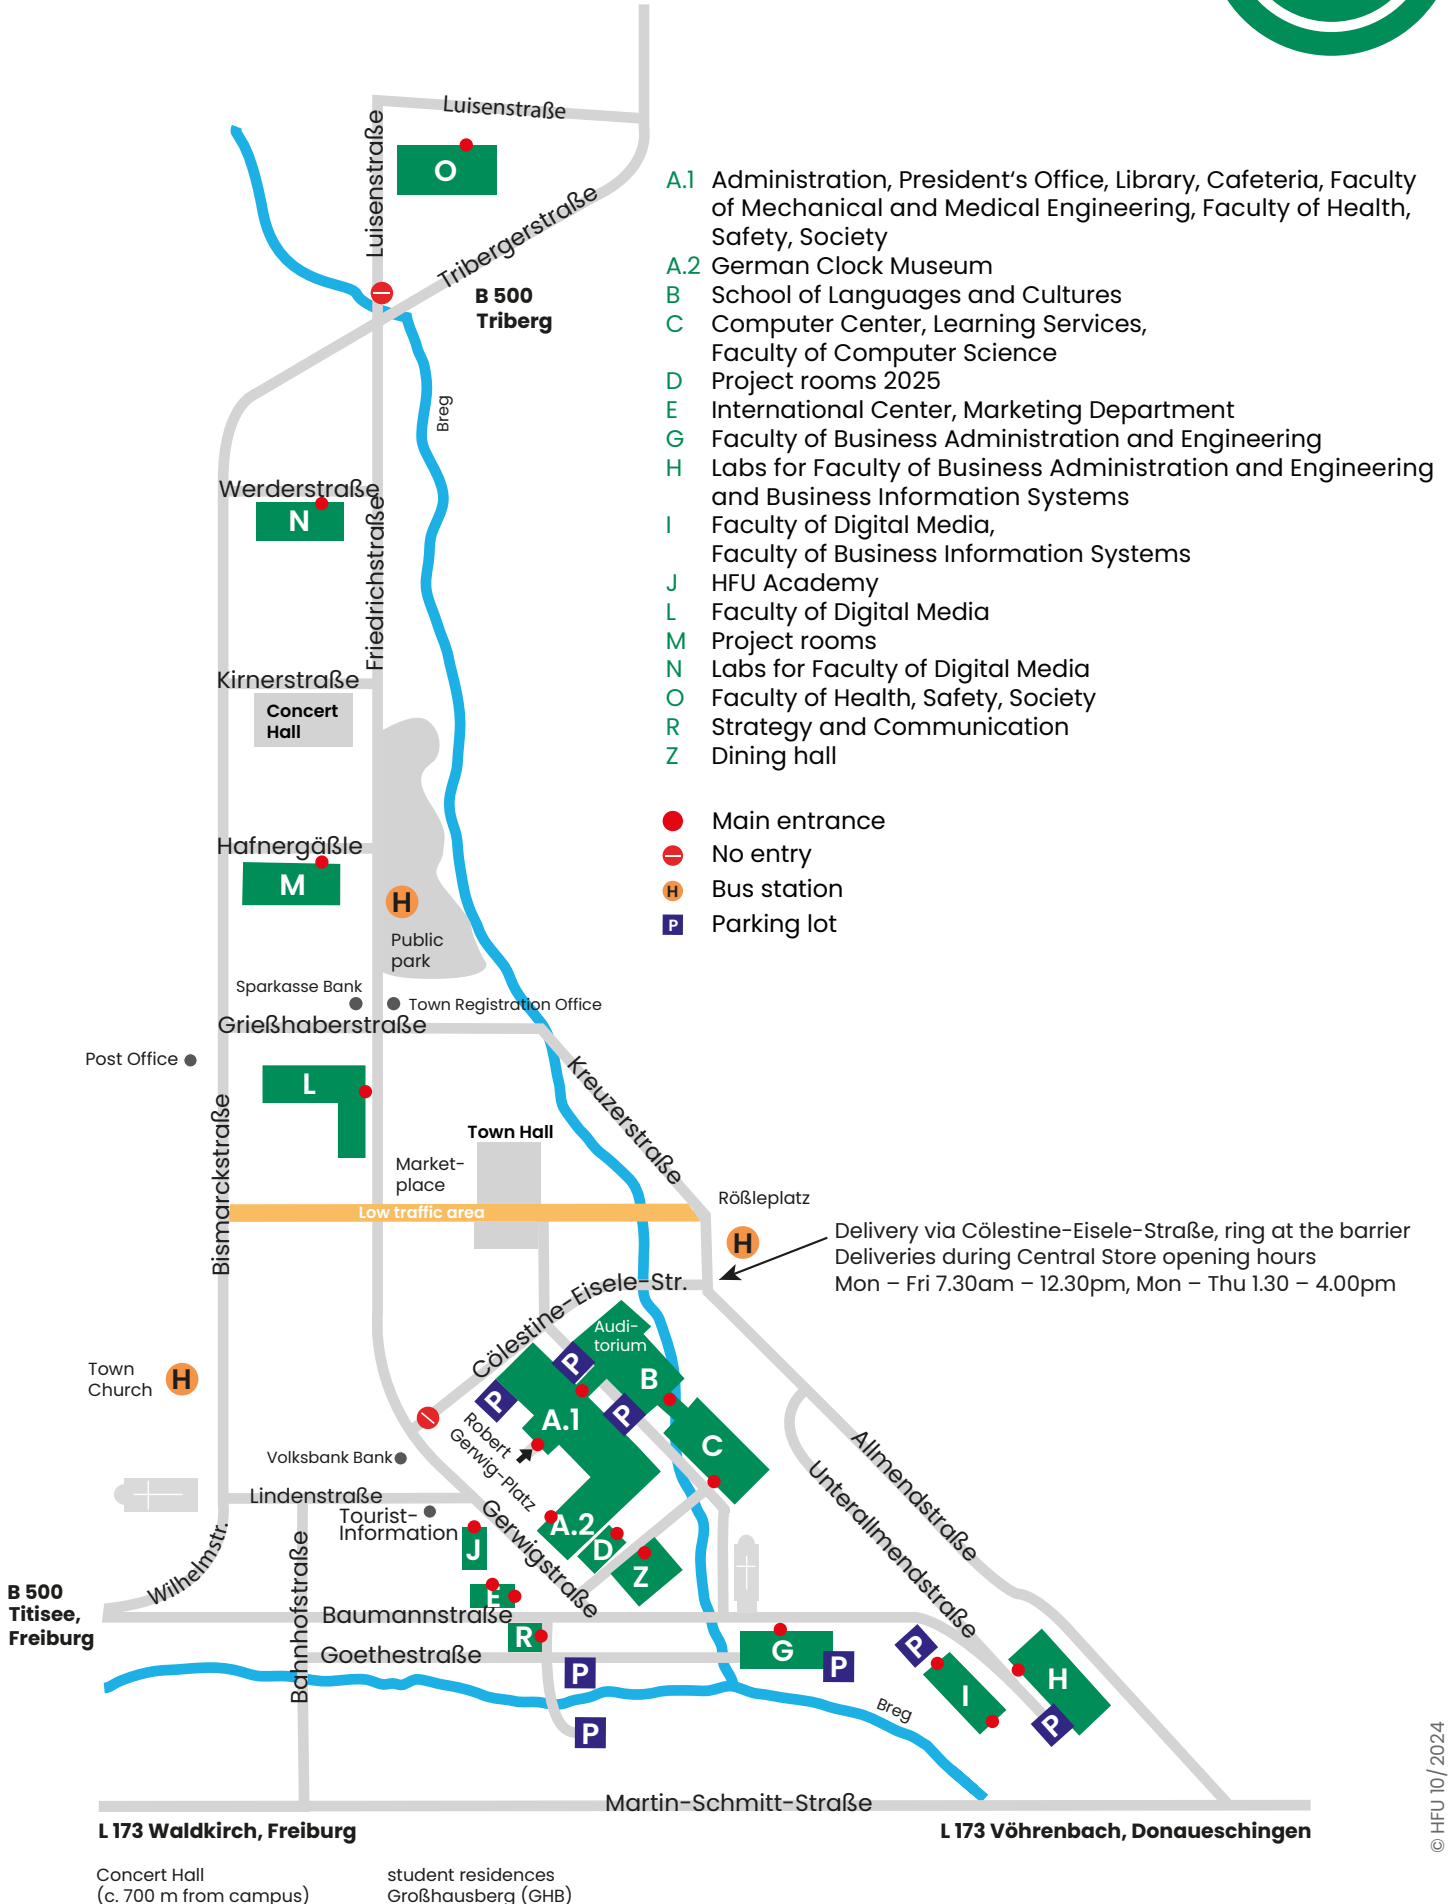 Luisenstraße
Luisenstraße
O
Tribergerstraße
B 500
Triberg
Breg
A.1 Administration, President‘s Office, Library, Cafeteria, Faculty
of Mechanical and Medical Engineering, Faculty of Health,
Safety, Society
A.2 German Clock Museum
B School of Languages and Cultures
C Computer Center, Learning Services,
Faculty of Computer Science
D Project rooms 2025
E International Center, Marketing Department
G Faculty of Business Administration and Engineering
H Labs for Faculty of Business Administration and Engineering
and Business Information Systems
I Faculty of Digital Media,
Faculty of Business Information Systems
J HFU Academy
L Faculty of Digital Media
M Project rooms
N Labs for Faculty of Digital Media
O Faculty of Health, Safety, Society
R Strategy and Communication
Z Dining hall
Main entrance
No entry
H Bus station
P Parking lot
Werderstraße
N
Friedrichstraße
Kirnerstraße
Concert
Hall
Hafnergäßle
M
H
Public
park
Sparkasse Bank
Town Registration Office
Grießhaberstraße
Post Office
L
Kreuzerstraße
Bismarckstraße
Town Hall
Market-
place
Low traffic area
Rößleplatz
H
Delivery via Cölestine-Eisele-Straße, ring at the barrier
Deliveries during Central Store opening hours
Mon – Fri 7.30am – 12.30pm, Mon – Thu 1.30 – 4.00pm
Cölestine-Eisele-Str.
Audi-
torium
P
B
Town
Church
H
P
A.1
P
C
Robert
Gerwig-Platz
Volksbank Bank
Lindenstraße
Tourist-
Information
Gerwigstraße
A.2
D
Z
J
E
Allmendstraße
Unterallmendstraße
Wilhelmstr.
Bahnhofstraße
B 500
Titisee,
Freiburg
Baumannstraße
R
Goethestraße
P
G
P
P
I
H
P
Breg
P
Martin-Schmitt-Straße
L 173 Waldkirch, Freiburg
L 173 Vöhrenbach, Donaueschingen
© HFU 10/2024
Concert Hall
(c. 700 m from campus)
student residences
Großhausberg (GHB)